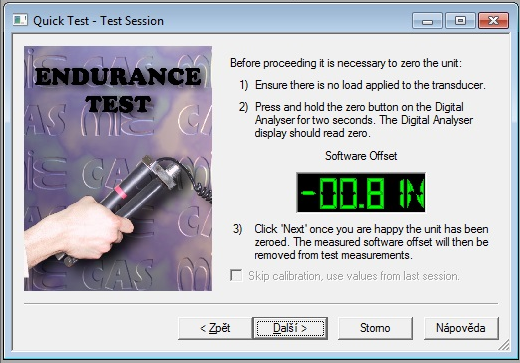 Quick Test - Test Session
ENDURANCE
TEST
Before proceeding it is necessary to zero the unit:
1) Ensure there is no load applied to the transducer.
2) Press and hold the zero button on the Digital
Analyser for two seconds. The Digital Analyser
display should read zero.
Software Offset
-00.81N
3) Click 'Next' once you are happy the unit has been
zeroed. The measured software offset will then be
removed from test measurements.
Skip calibration, use values from last session.
< Zpět
Další >
Storno
Nápověda